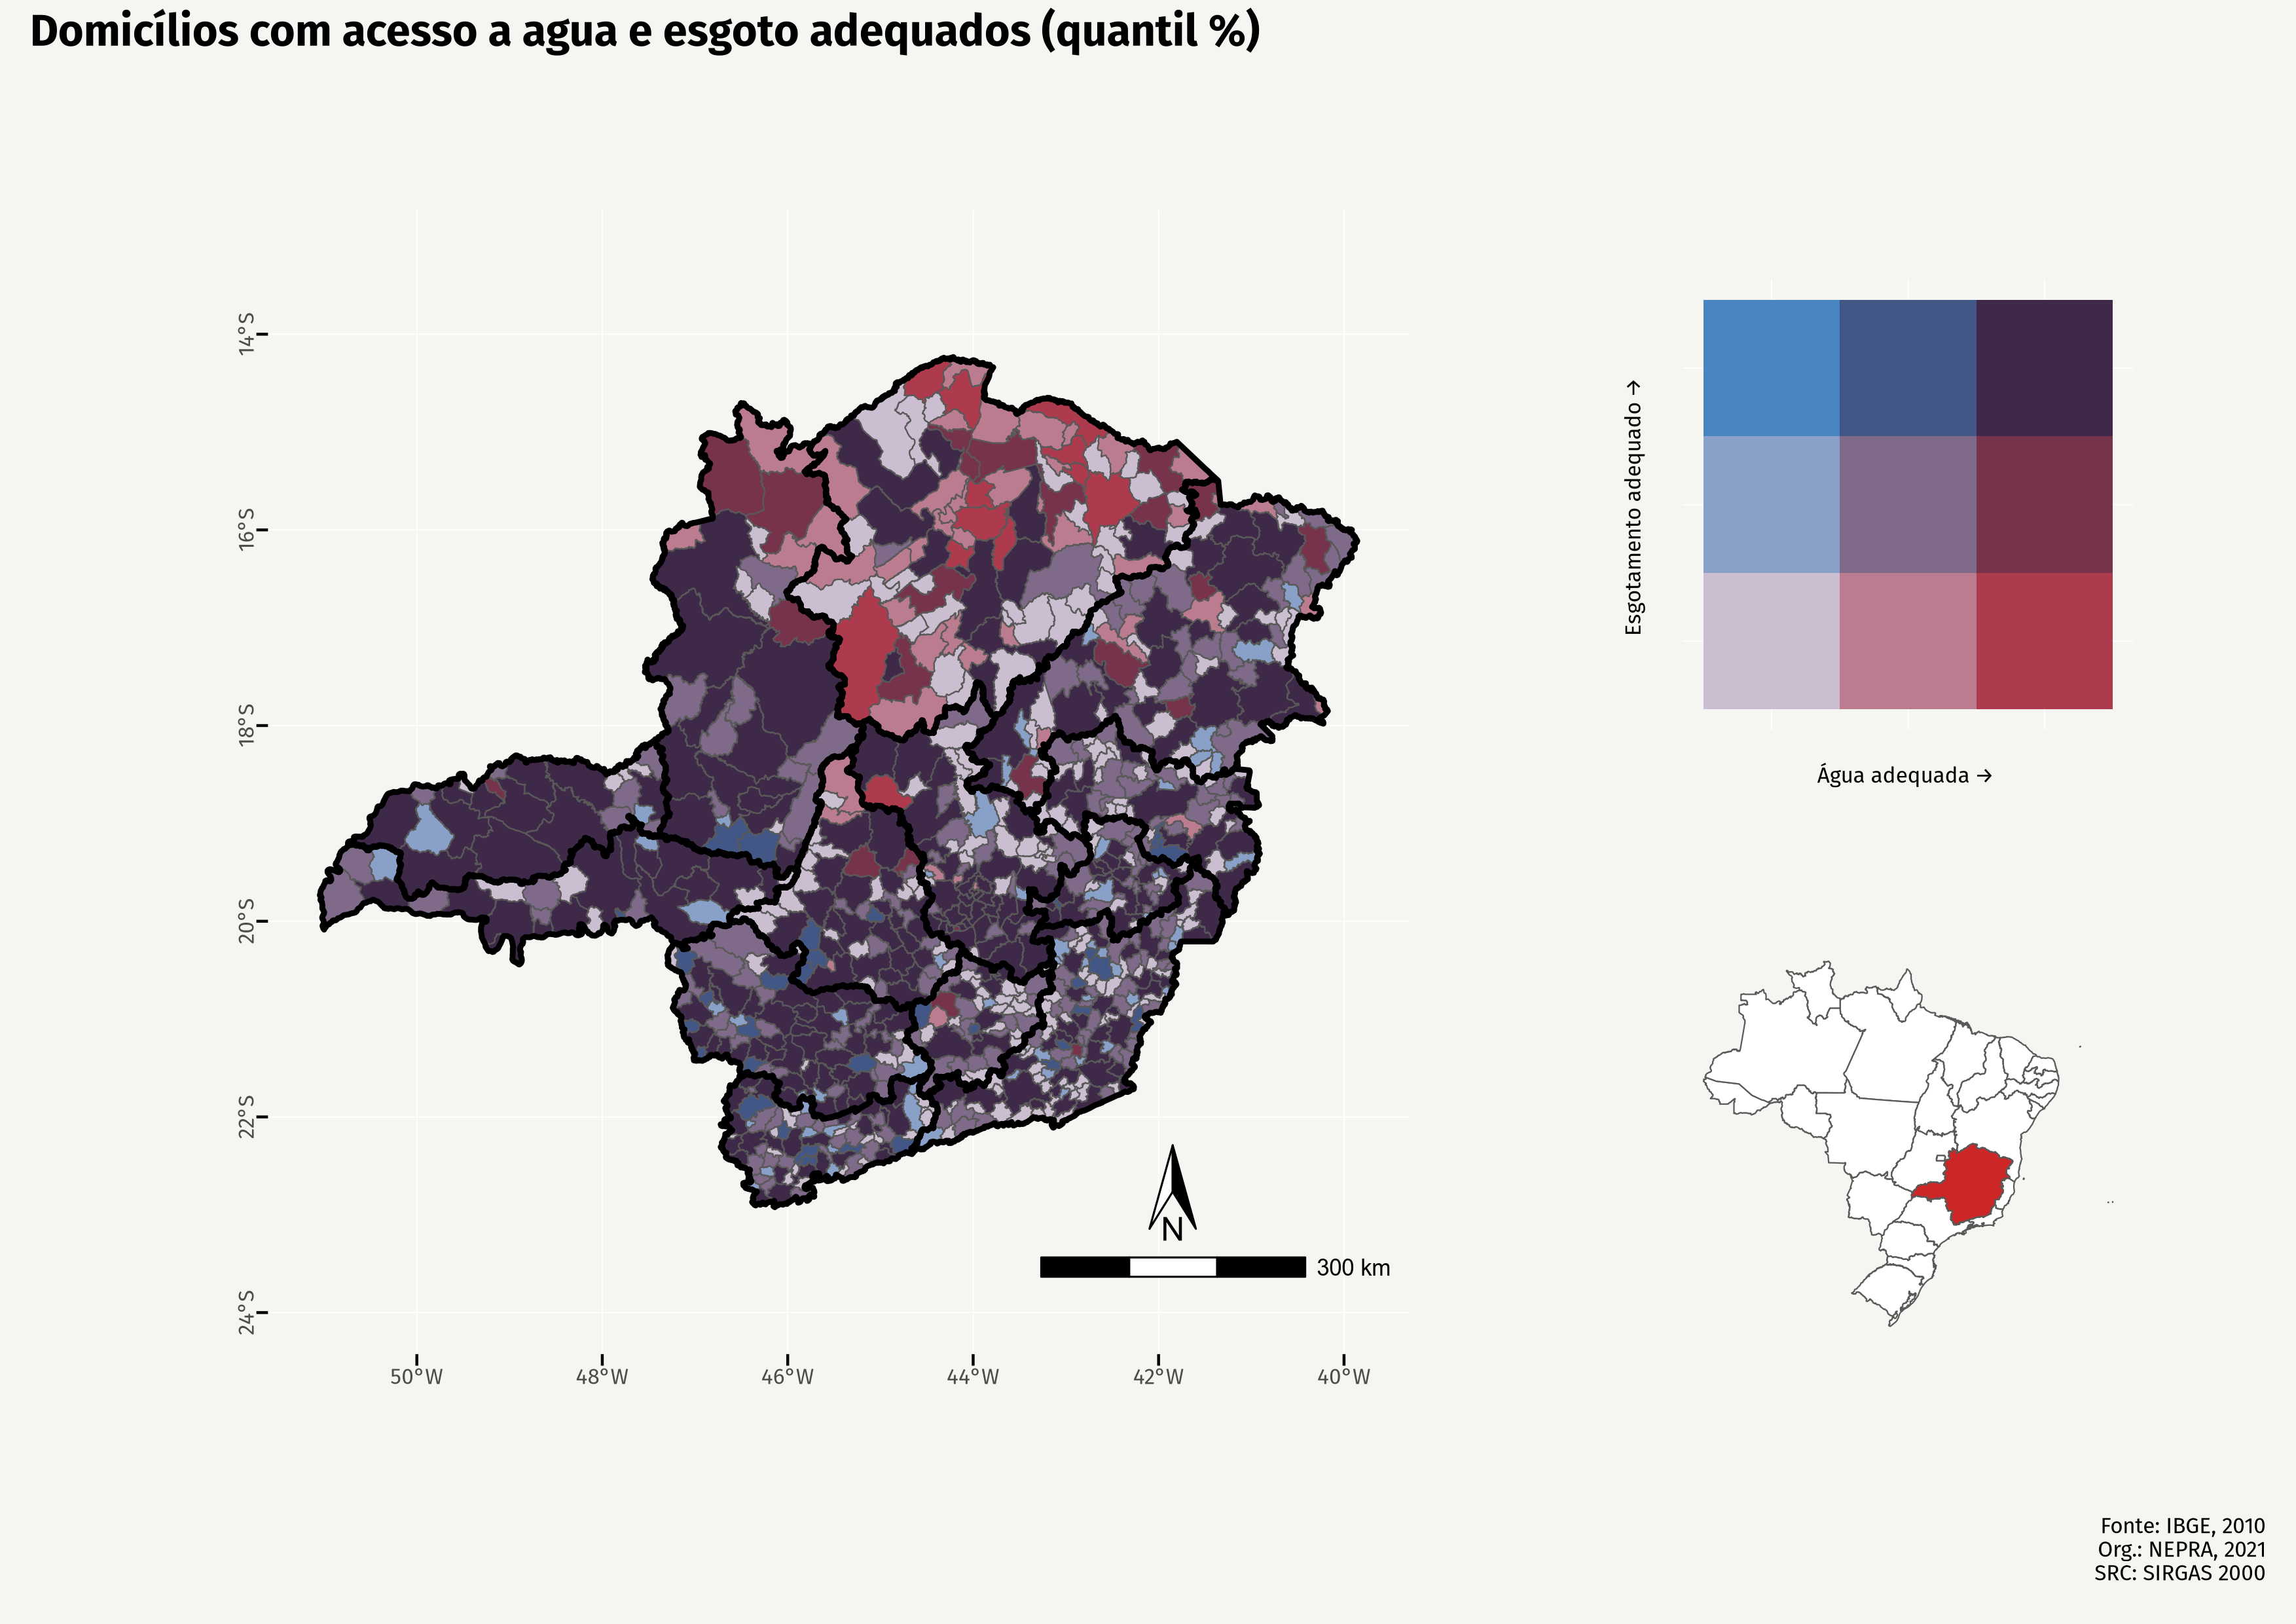 Domicílios com acesso a agua e esgoto adequados (quantil %)
14°S
16°S
18°S
20°S
22°S
24°S
50°W
48°W
46°W
44°W
42°W
40°W
N
300 km
Esgotamento adequado →
Água adequada →
Fonte: IBGE, 2010
Org.: NEPRA, 2021
SRC: SIRGAS 2000